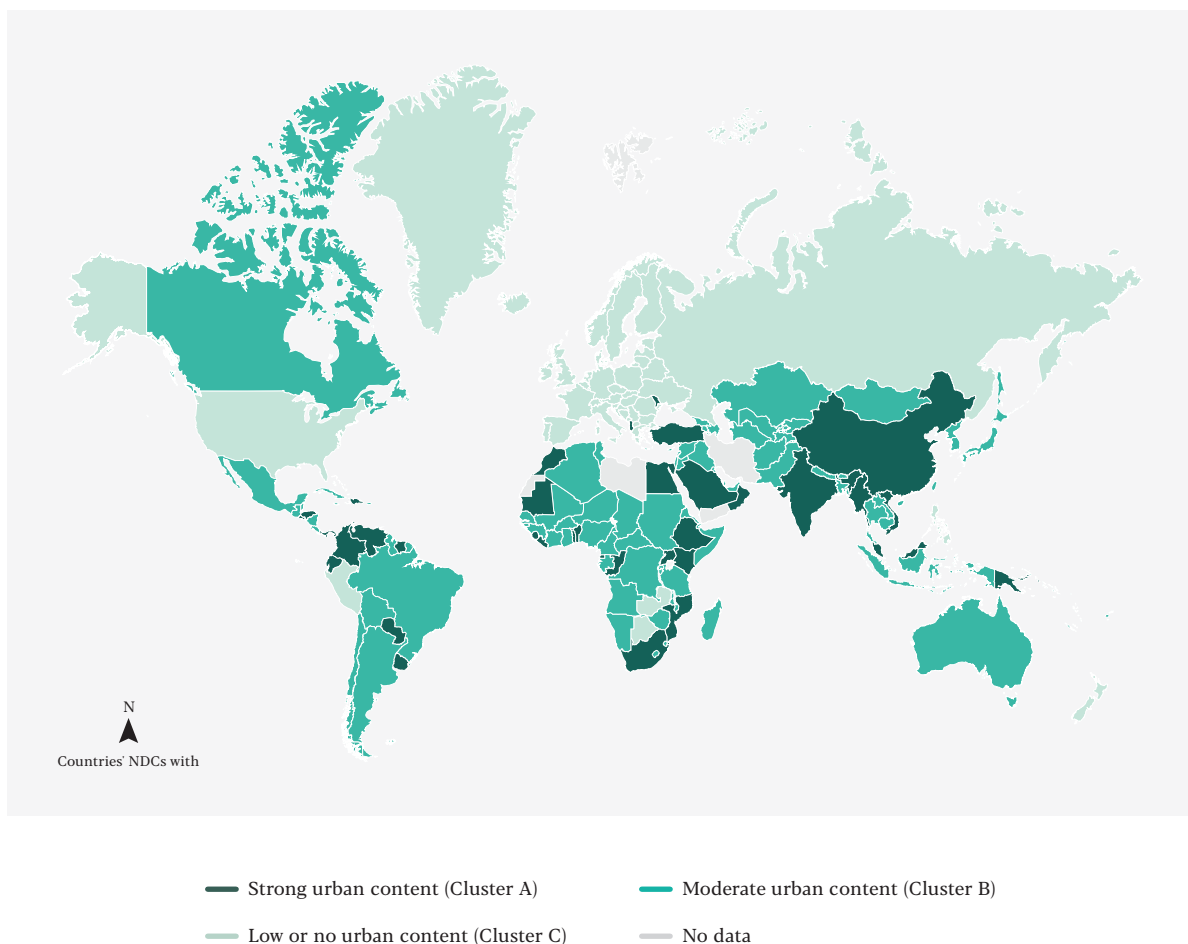 N
Countries' NDCs with
Strong urban content (Cluster A)
Moderate urban content (Cluster B)
Low or no urban content (Cluster C)
No data